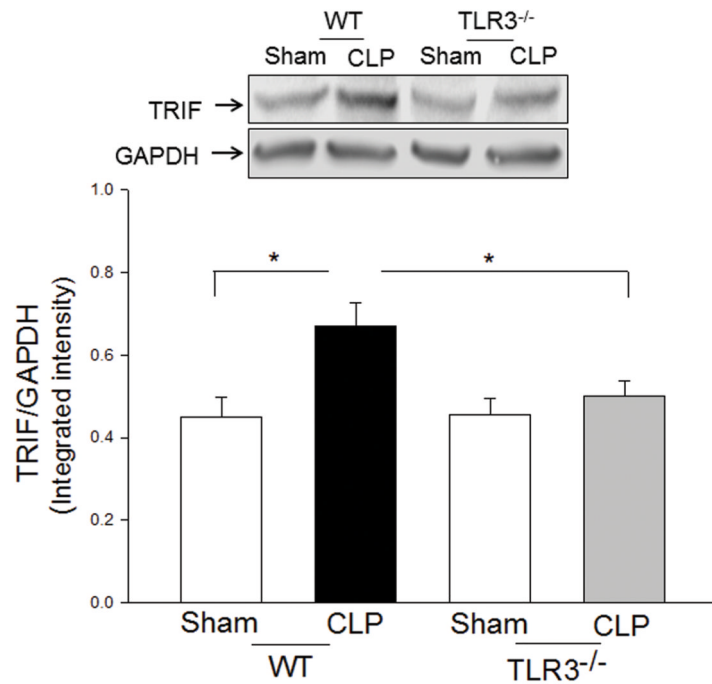 WT TLR3-/-
Sham CLP Sham CLP
TRIF
GAPDH
1.0
0.8
0.6
0.4
0.2
0.0
TRIF/GAPDH
(Integrated intensity)
* *
Sham CLP Sham CLP
WT TLR3-/-